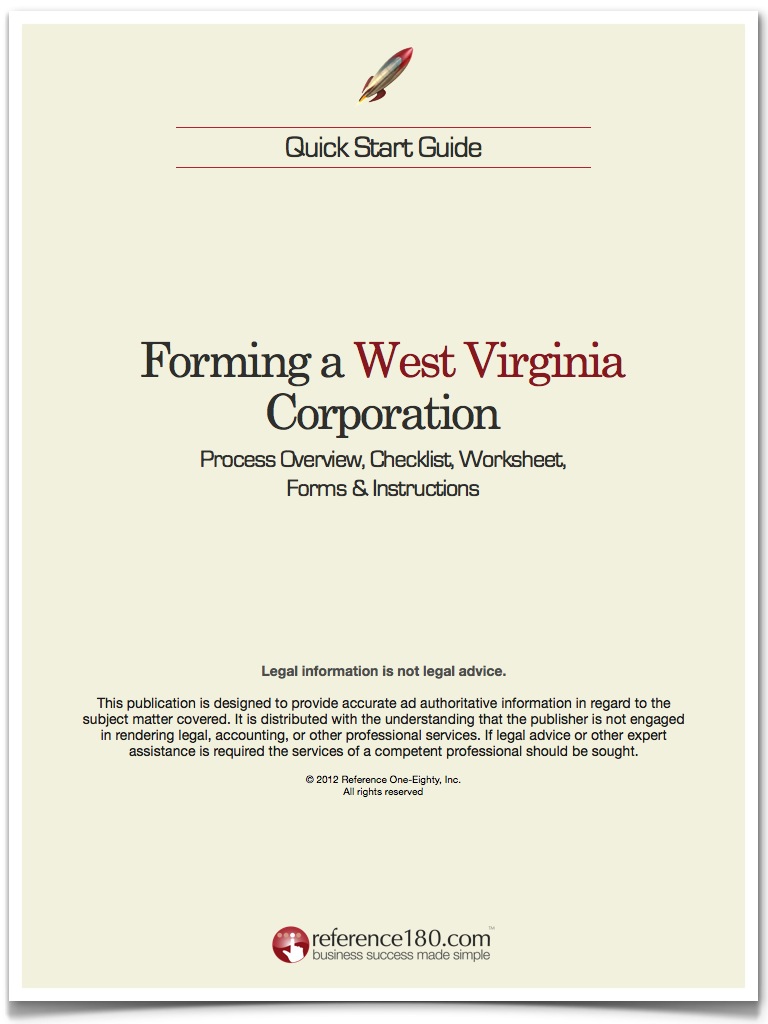 Quick Start Guide
Forming a West Virginia
Corporation
Process Overview, Checklist, Worksheet,
Forms & Instructions
Legal information is not legal advice.
This publication is designed to provide accurate ad authoritative information in regard to the
subject matter covered. It is distributed with the understanding that the publisher is not engaged
in rendering legal, accounting, or other professional services. If legal advice or other expert
assistance is required the services of a competent professional should be sought.
© 2012 Reference One-Eighty, Inc.
All rights reserved
reference180.com™
business success made simple